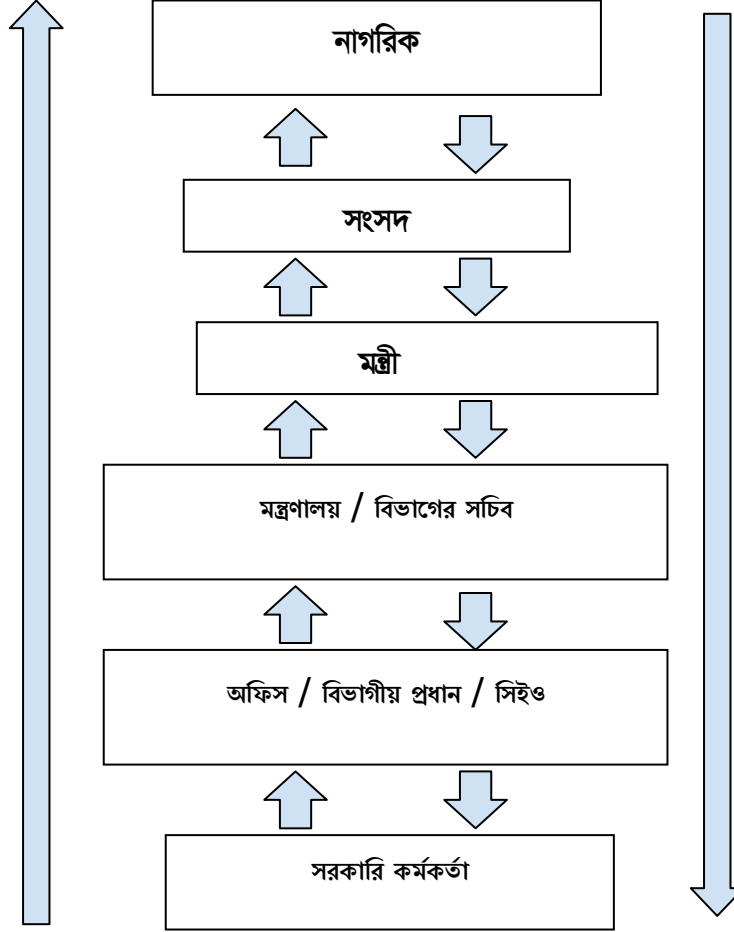 নাগরিক
সংসদ
মন্ত্রী
মন্ত্রণালয় / বিভাগের সচিব
অফিস / বিভাগীয় প্রধান / সিইও
সরকারি কর্মকর্তা